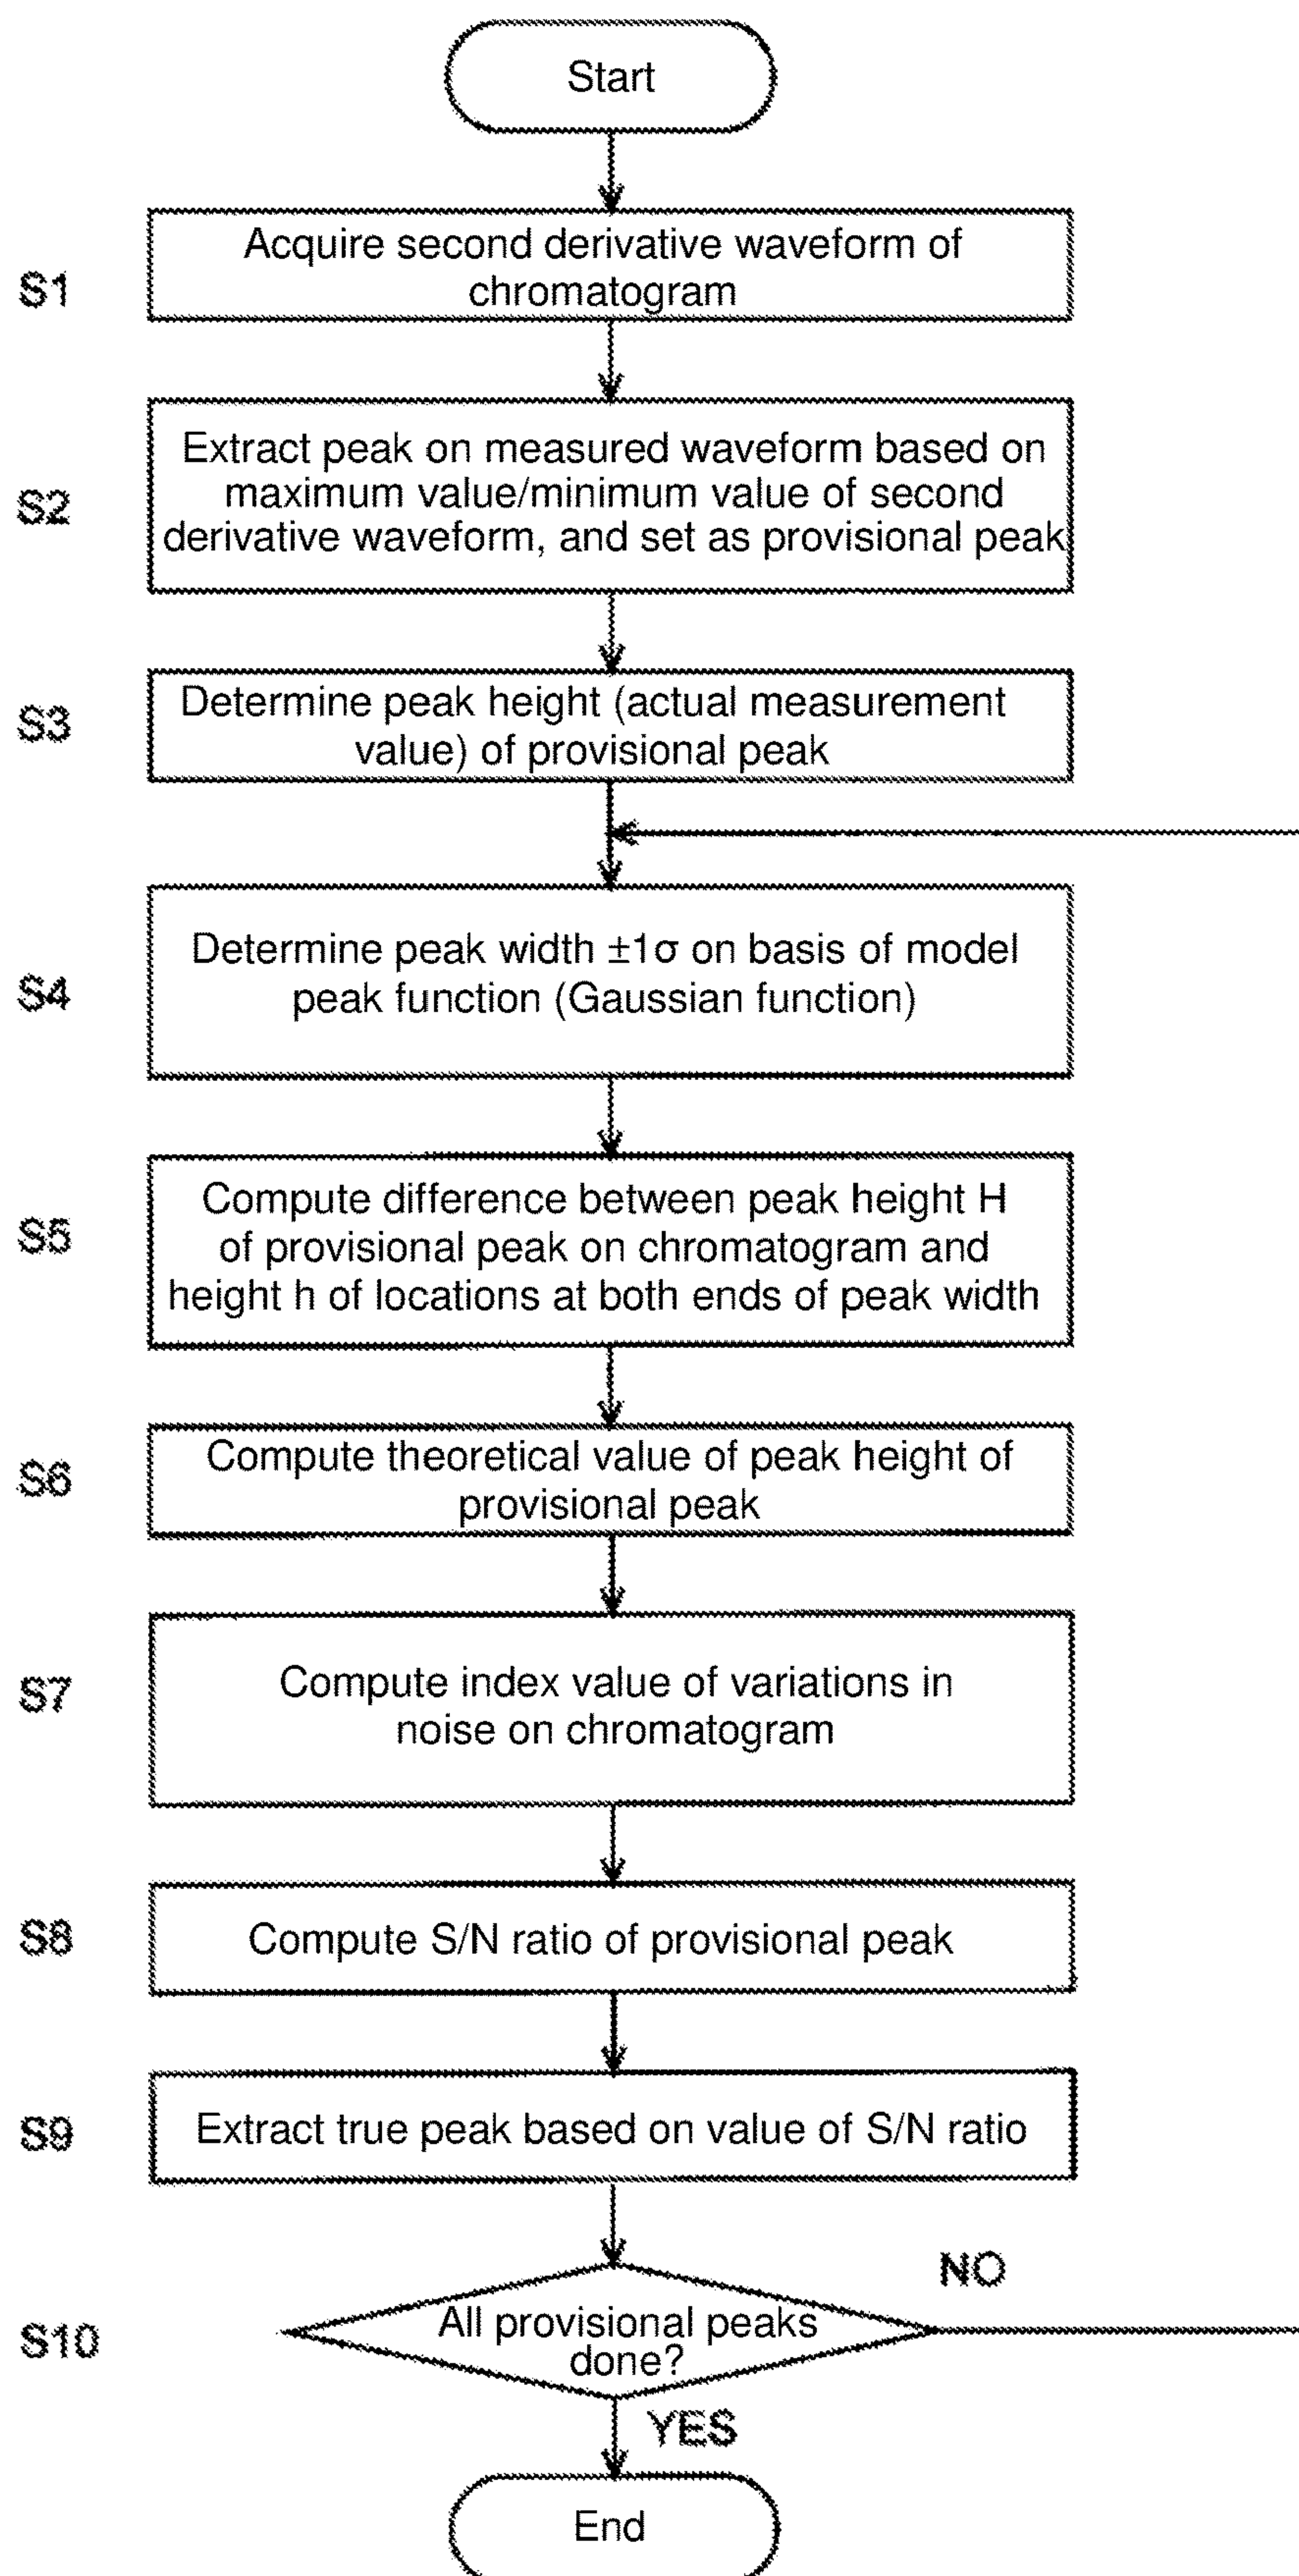 Start
S1
Acquire second derivative waveform of
chromatogram
S2
Extract peak on measured waveform based on
maximum value/minimum value of second
derivative waveform, and set as provisional peak
S3
Determine peak height (actual measurement
value) of provisional peak
S4
Determine peak width ±1σ on basis of model
peak function (Gaussian function)
S5
Compute difference between peak height H
of provisional peak on chromatogram and
height h of locations at both ends of peak width
S6
Compute theoretical value of peak height of
provisional peak
S7
Compute index value of variations in
noise on chromatogram
S8
Compute S/N ratio of provisional peak
S9
Extract true peak based on value of S/N ratio
NO
S10
All provisional peaks
done?
YES
End